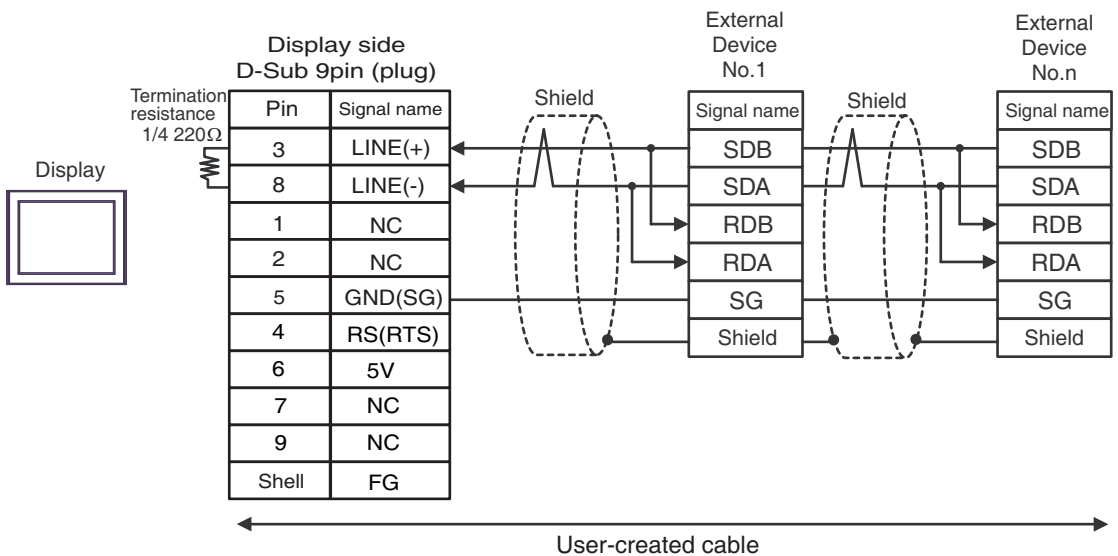 Display side
D-Sub 9pin (plug)
External
Device
No.1
External
Device
No.n
Termination
resistance
1/4 220Ω
Display
Shield
Shield
Pin Signal name
3 LINE(+)
8 LINE(-)
1 NC
2 NC
5 GND(SG)
4 RS(RTS)
6 5V
7 NC
9 NC
Shell FG
Signal name
SDB
SDA
RDB
RDA
SG
Shield
Signal name
SDB
SDA
RDB
RDA
SG
Shield
User-created cable